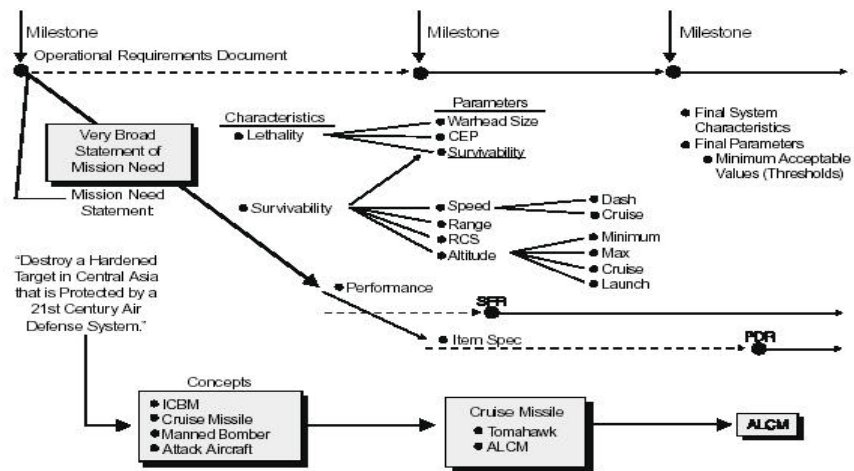 Milestone
Milestone
Milestone
Operational Requirements Document
Very Broad
Statement of
Mission Need
Mission Need
Statement:
Characteristics
Lethality
Survivability
Parameters
Warhead Size
CEP
Survivability
Speed
Range
RCS
Altitude
Dash
Cruise
Minimum
Max
Cruise
Launch
Final System
Characteristics
Final Parameters
Minimum Acceptable
Values (Thresholds)
"Destroy a Hardened
Target in Central Asia
that is Protected by a
21st Century Air
Defense System."
Performance
SFR
Item Spec
PDR
Concepts
ICBM
Cruise Missile
Manned Bomber
Attack Aircraft
Cruise Missile
Tomahawk
ALCM
ALCM